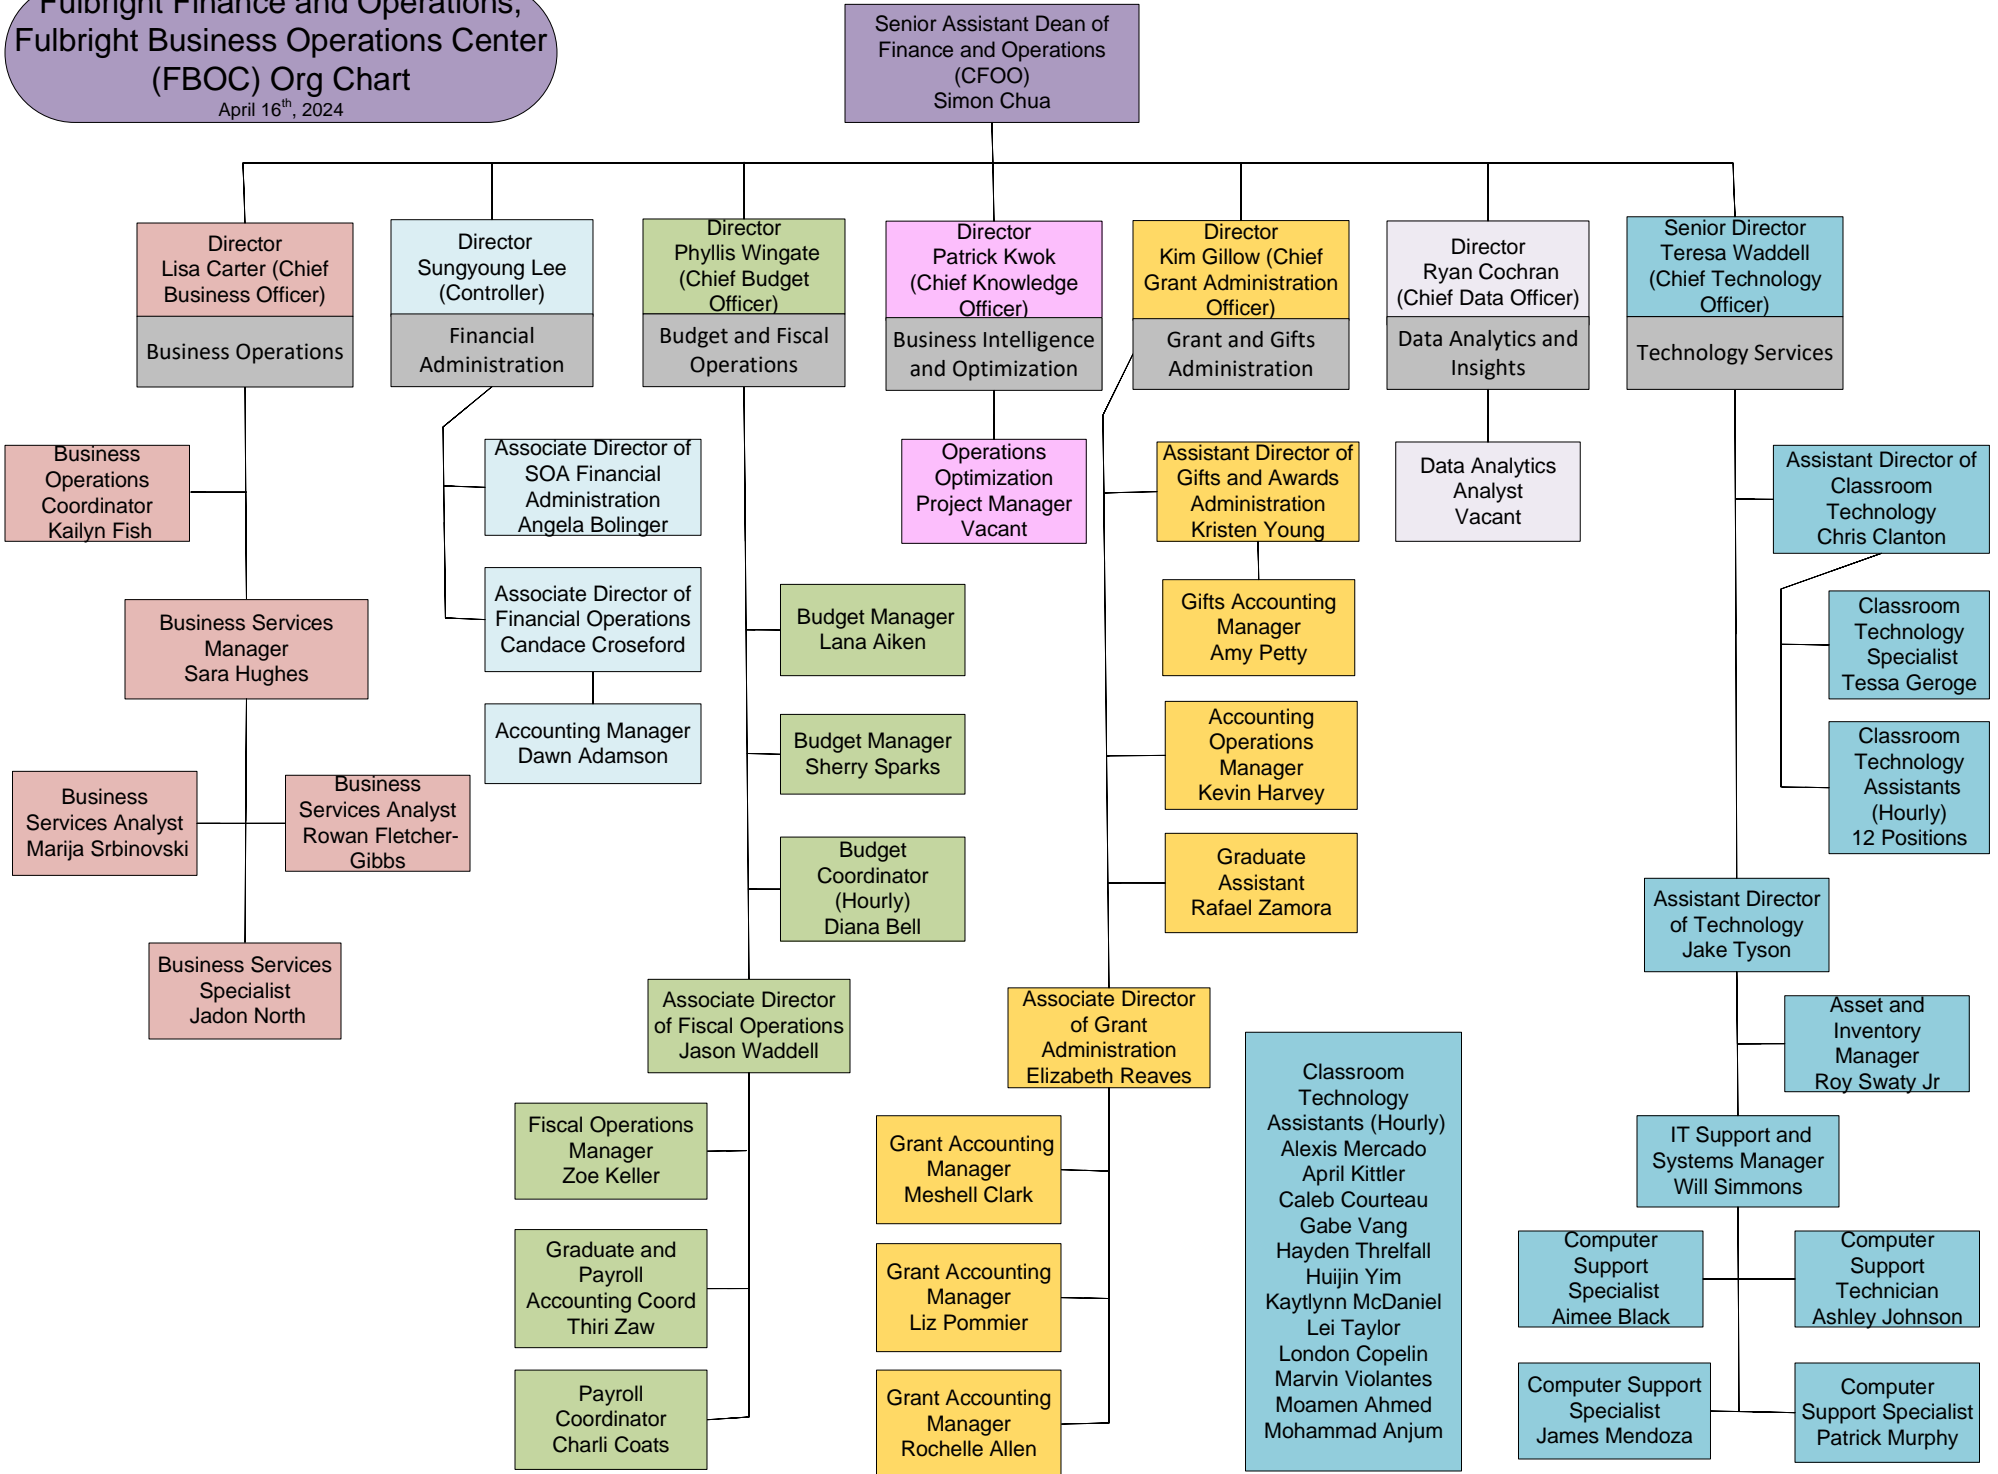 Fulbright Finance and Operations,
Fulbright Business Operations Center
(FBOC) Org Chart
April 16th, 2024
Senior Assistant Dean of
Finance and Operations
(CFOO)
Simon Chua
Director
Lisa Carter (Chief
Business Officer)
Business Operations
Director
Sungyoung Lee
(Controller)
Financial
Administration
Director
Phyllis Wingate
(Chief Budget
Officer)
Budget and Fiscal
Operations
Director
Patrick Kwok
(Chief Knowledge
Officer)
Business Intelligence
and Optimization
Director
Kim Gillow (Chief
Grant Administration
Officer)
Grant and Gifts
Administration
Director
Ryan Cochran
(Chief Data Officer)
Data Analytics and
Insights
Senior Director
Teresa Waddell
(Chief Technology
Officer)
Technology Services
Business
Operations
Coordinator
Kailyn Fish
Business Services
Manager
Sara Hughes
Business
Services Analyst
Marija Srbinovski
Business
Services Analyst
Rowan Fletcher-
Gibbs
Business Services
Specialist
Jadon North
Associate Director of
SOA Financial
Administration
Angela Bolinger
Associate Director of
Financial Operations
Candace Croseford
Accounting Manager
Dawn Adamson
Budget Manager
Lana Aiken
Budget Manager
Sherry Sparks
Budget
Coordinator
(Hourly)
Diana Bell
Associate Director
of Fiscal Operations
Jason Waddell
Fiscal Operations
Manager
Zoe Keller
Graduate and
Payroll
Accounting Coord
Thiri Zaw
Payroll
Coordinator
Charli Coats
Operations
Optimization
Project Manager
Vacant
Assistant Director of
Gifts and Awards
Administration
Kristen Young
Gifts Accounting
Manager
Amy Petty
Accounting
Operations
Manager
Kevin Harvey
Graduate
Assistant
Rafael Zamora
Associate Director
of Grant
Administration
Elizabeth Reaves
Grant Accounting
Manager
Meshell Clark
Grant Accounting
Manager
Liz Pommier
Grant Accounting
Manager
Rochelle Allen
Data Analytics
Analyst
Vacant
Assistant Director of
Classroom
Technology
Chris Clanton
Classroom
Technology
Specialist
Tessa Geroge
Classroom
Technology
Assistants
(Hourly)
12 Positions
Assistant Director
of Technology
Jake Tyson
Asset and
Inventory
Manager
Roy Swaty Jr
IT Support and
Systems Manager
Will Simmons
Computer
Support
Specialist
Aimee Black
Computer
Support
Technician
Ashley Johnson
Computer Support
Specialist
James Mendoza
Computer
Support Specialist
Patrick Murphy
Classroom
Technology
Assistants (Hourly)
Alexis Mercado
April Kittler
Caleb Courteau
Gabe Vang
Hayden Threlfall
Huijin Yim
Kaytlynn McDaniel
Lei Taylor
London Copelin
Marvin Violantes
Moamen Ahmed
Mohammad Anjum